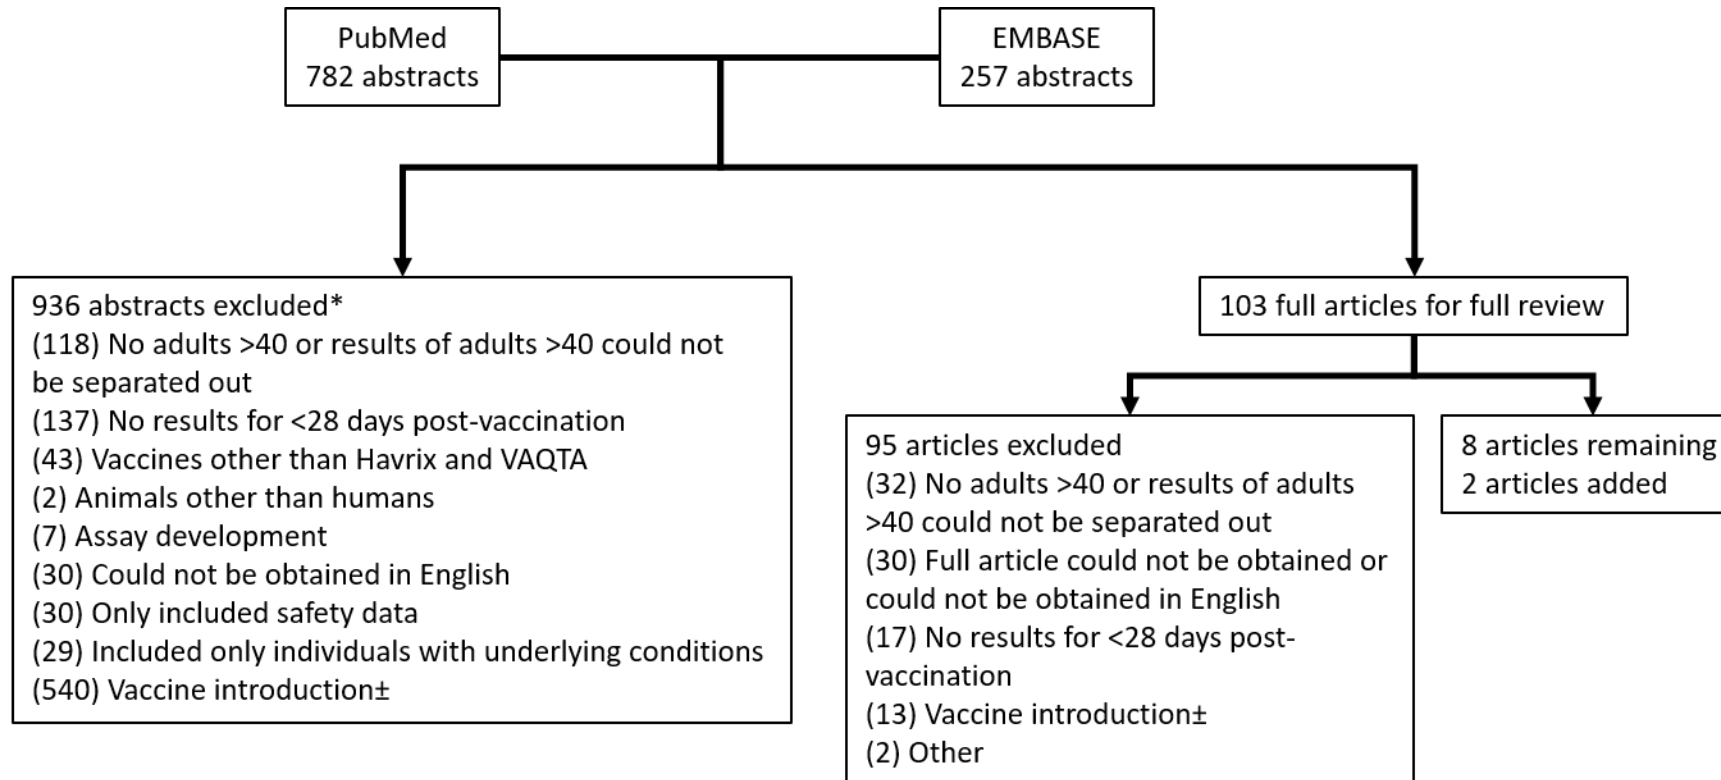 PubMed
782 abstracts
EMBASE
257 abstracts
936 abstracts excluded*
(118) No adults >40 or results of adults >40 could not
be separated out
(137) No results for <28 days post-vaccination
(43) Vaccines other than Havrix and VAQTA
(2) Animals other than humans
(7) Assay development
(30) Could not be obtained in English
(30) Only included safety data
(29) Included only individuals with underlying conditions
(540) Vaccine introduction±
103 full articles for full review
95 articles excluded
(32) No adults >40 or results of adults
>40 could not be separated out
(30) Full article could not be obtained or
could not be obtained in English
(17) No results for <28 days post-
vaccination
(13) Vaccine introduction±
(2) Other
8 articles remaining
2 articles added